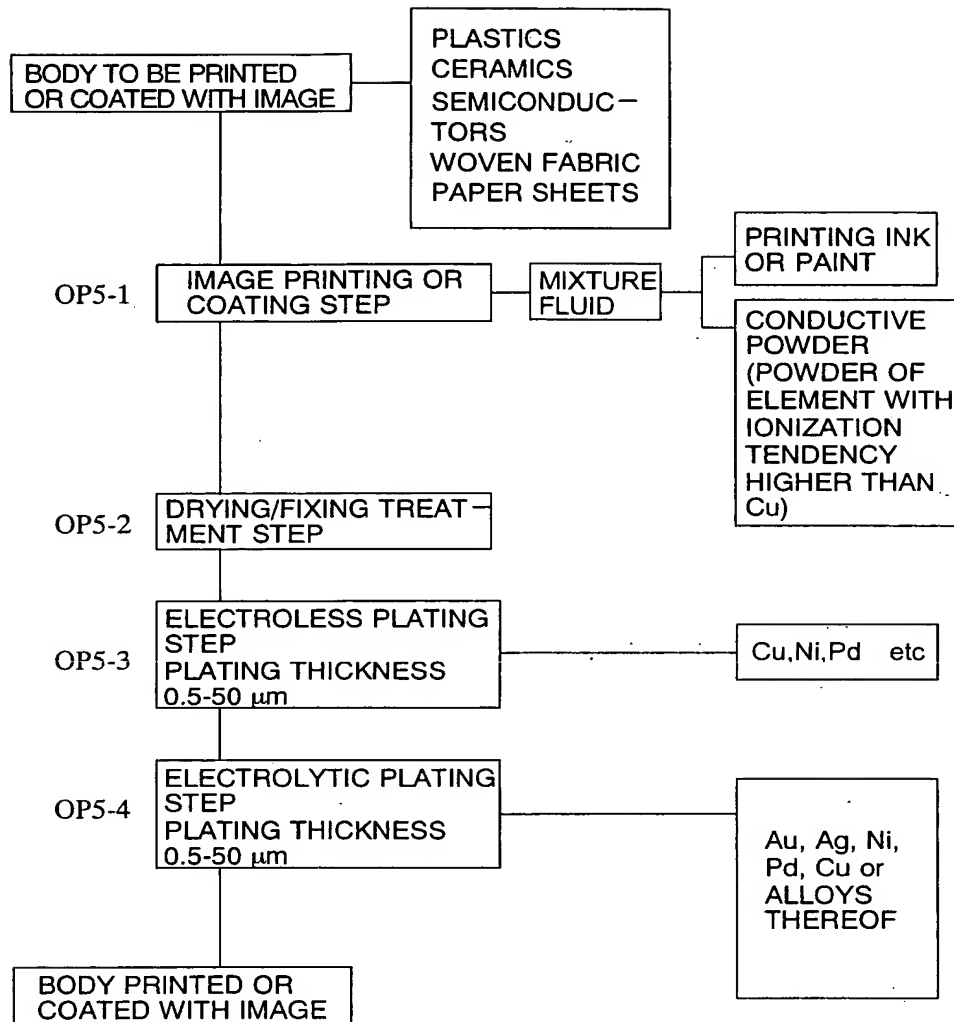 BODY TO BE PRINTED
OR COATED WITH IMAGE
PLASTICS
CERAMICS
SEMICONDUC-
TORS
WOVEN FABRIC
PAPER SHEETS
OP5-1
IMAGE PRINTING OR
COATING STEP
MIXTURE
FLUID
PRINTING INK
OR PAINT
CONDUCTIVE
POWDER
(POWDER OF
ELEMENT WITH
IONIZATION
TENDENCY
HIGHER THAN
Cu)
OP5-2
DRYING/FIXING TREAT-
MENT STEP
OP5-3
ELECTROLESS PLATING
STEP
PLATING THICKNESS
0.5-50 μm
Cu,Ni,Pd etc
OP5-4
ELECTROLYTIC PLATING
STEP
PLATING THICKNESS
0.5-50 μm
Au, Ag, Ni,
Pd, Cu or
ALLOYS
THEREOF
BODY PRINTED OR
COATED WITH IMAGE